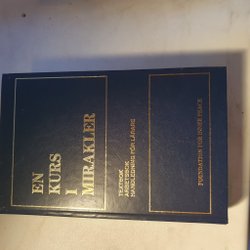 EN
KURS
I
MIRAKLER
TEXTBOK
ARBETSBOK
HANDLEDNING FÖR LÄRARE
FOUNDATION FOR INNER PEACE